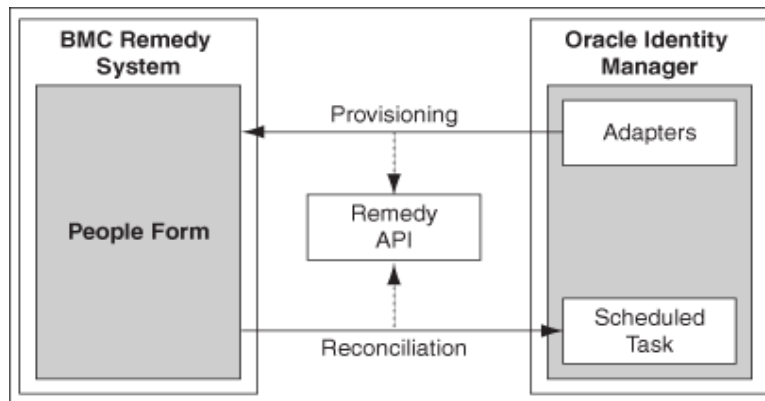 BMC Remedy
System
People Form
Provisioning
Remedy
API
Reconciliation
Oracle Identity
Manager
Adapters
Scheduled
Task